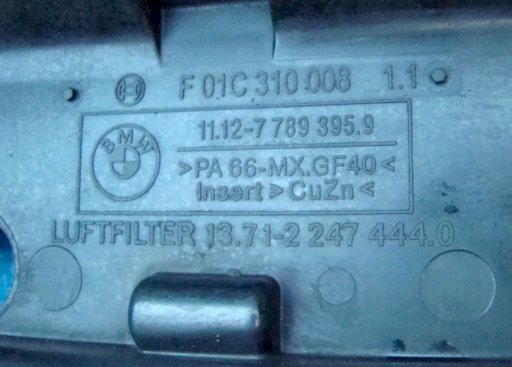 F 01C 310 008 1.1
BMW
11.12-7 789 395.9
>PA 66-MX.GF40<
Insert >CuZn<
LUFTFILTER 13.71-2 247 444.0